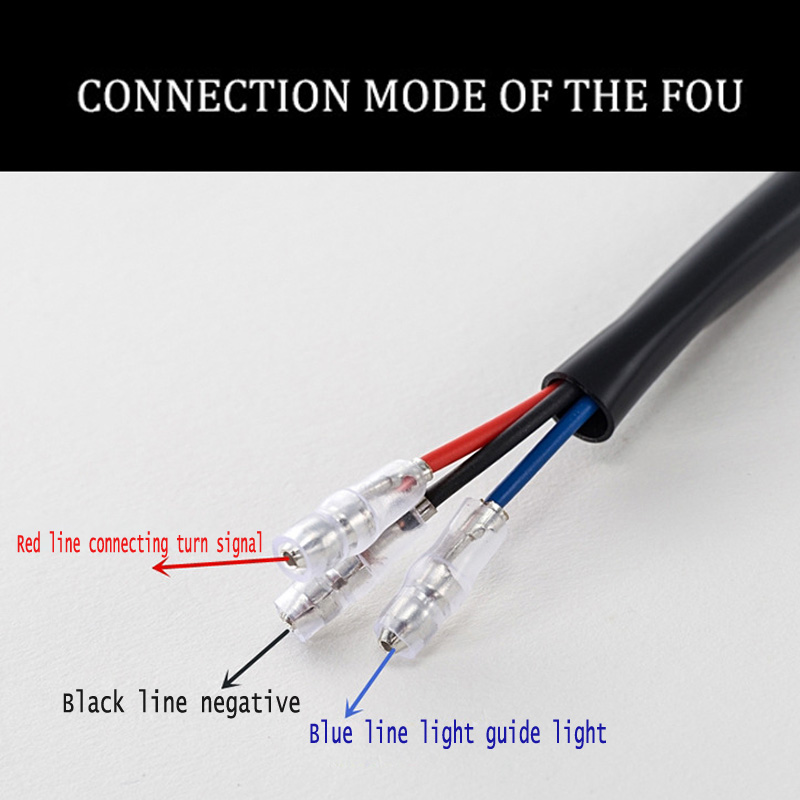 CONNECTION MODE OF THE FOU
Red line connecting turn signal
Black line negative
Blue line light guide light